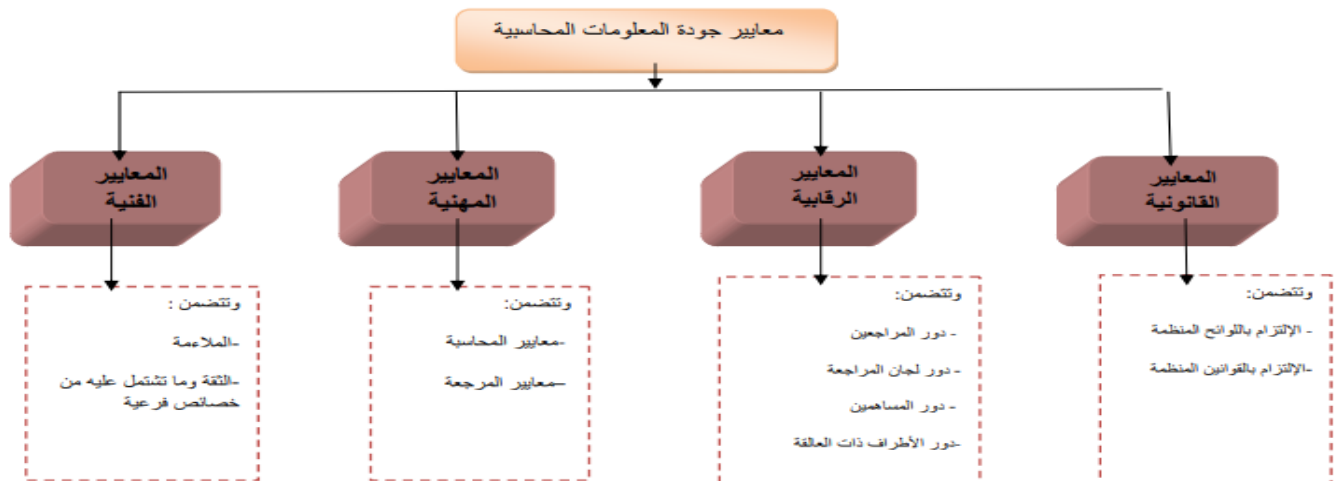 معايير جودة المعلومات المحاسبية
المعايير
القانونية
وتتضمن:
- الإلتزام باللوائح المنظمة
-الإلتزام بالقوانين المنظمة
المعايير
الرقابية
وتتضمن:
- دور المراجعين
- دور لجان المراجعة
- دور المساهمين
-دور الأطراف ذات العالقة
المعايير
المهنية
وتتضمن:
-معايير المحاسبة
-معايير المرجعة
المعايير
الفنية
وتتضمن :
-الملاءمة
-الثقة وما تشتمل عليه من
خصائص فرعية